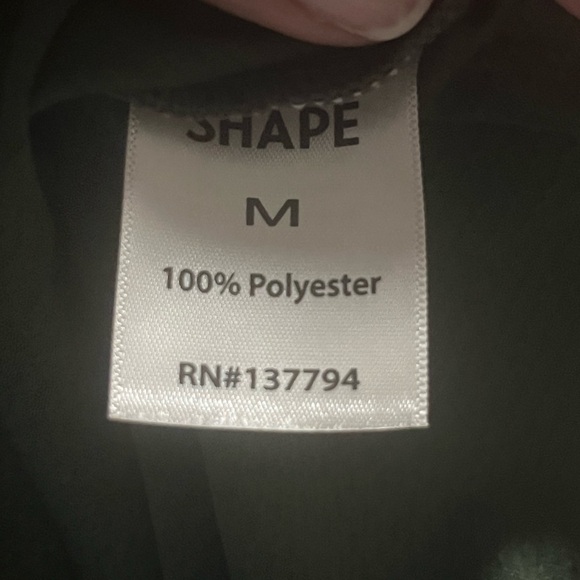 SHAPE
M
100% Polyester
RN#137794